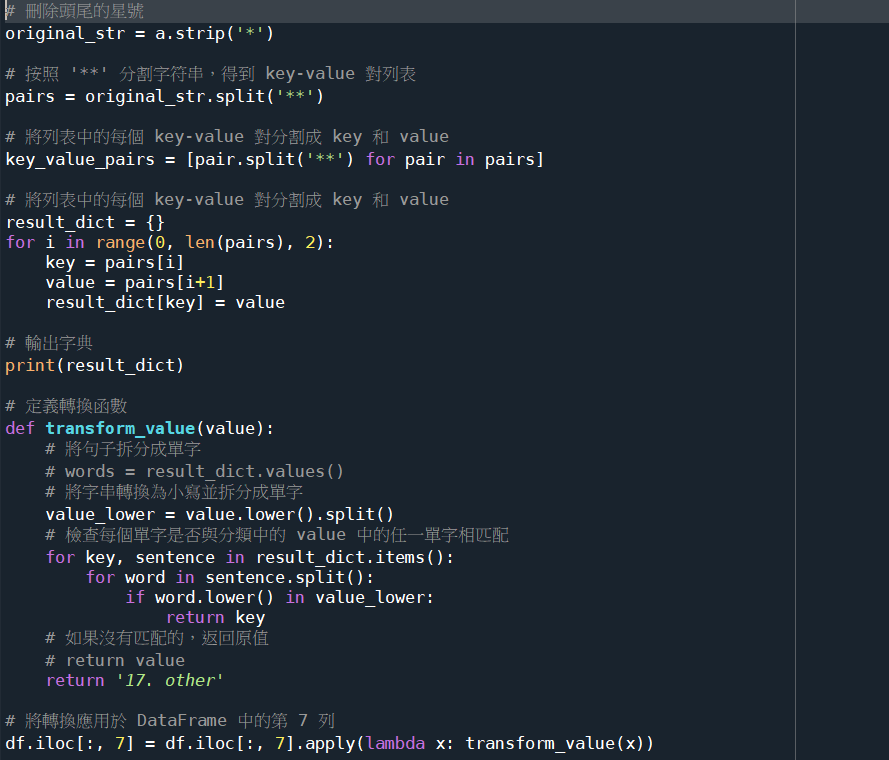 # 刪除頭尾的星號
original_str = a.strip('*')
# 按照 '**' 分割字符串，得到 key-value 對列表
pairs = original_str.split('**')
# 將列表中的每個 key-value 對分割成 key 和 value
key_value_pairs = [pair.split('**') for pair in pairs]
# 將列表中的每個 key-value 對分割成 key 和 value
result_dict = {}
for i in range(0, len(pairs), 2):
    key = pairs[i]
    value = pairs[i+1]
    result_dict[key] = value
# 輸出字典
print(result_dict)
# 定義轉換函數
def transform_value(value):
    # 將句子拆分成單字
    # words = result_dict.values()
    # 將字串轉換為小寫並拆分成單字
    value_lower = value.lower().split()
    # 檢查每個單字是否與分類中的 value 中的任一單字相匹配
    for key, sentence in result_dict.items():
        for word in sentence.split():
            if word.lower() in value_lower:
                return key
    # 如果沒有匹配的，返回原值
    # return value
    return '17. other'
# 將轉換應用於 DataFrame 中的第 7 列
df.iloc[:, 7] = df.iloc[:, 7].apply(lambda x: transform_value(x))